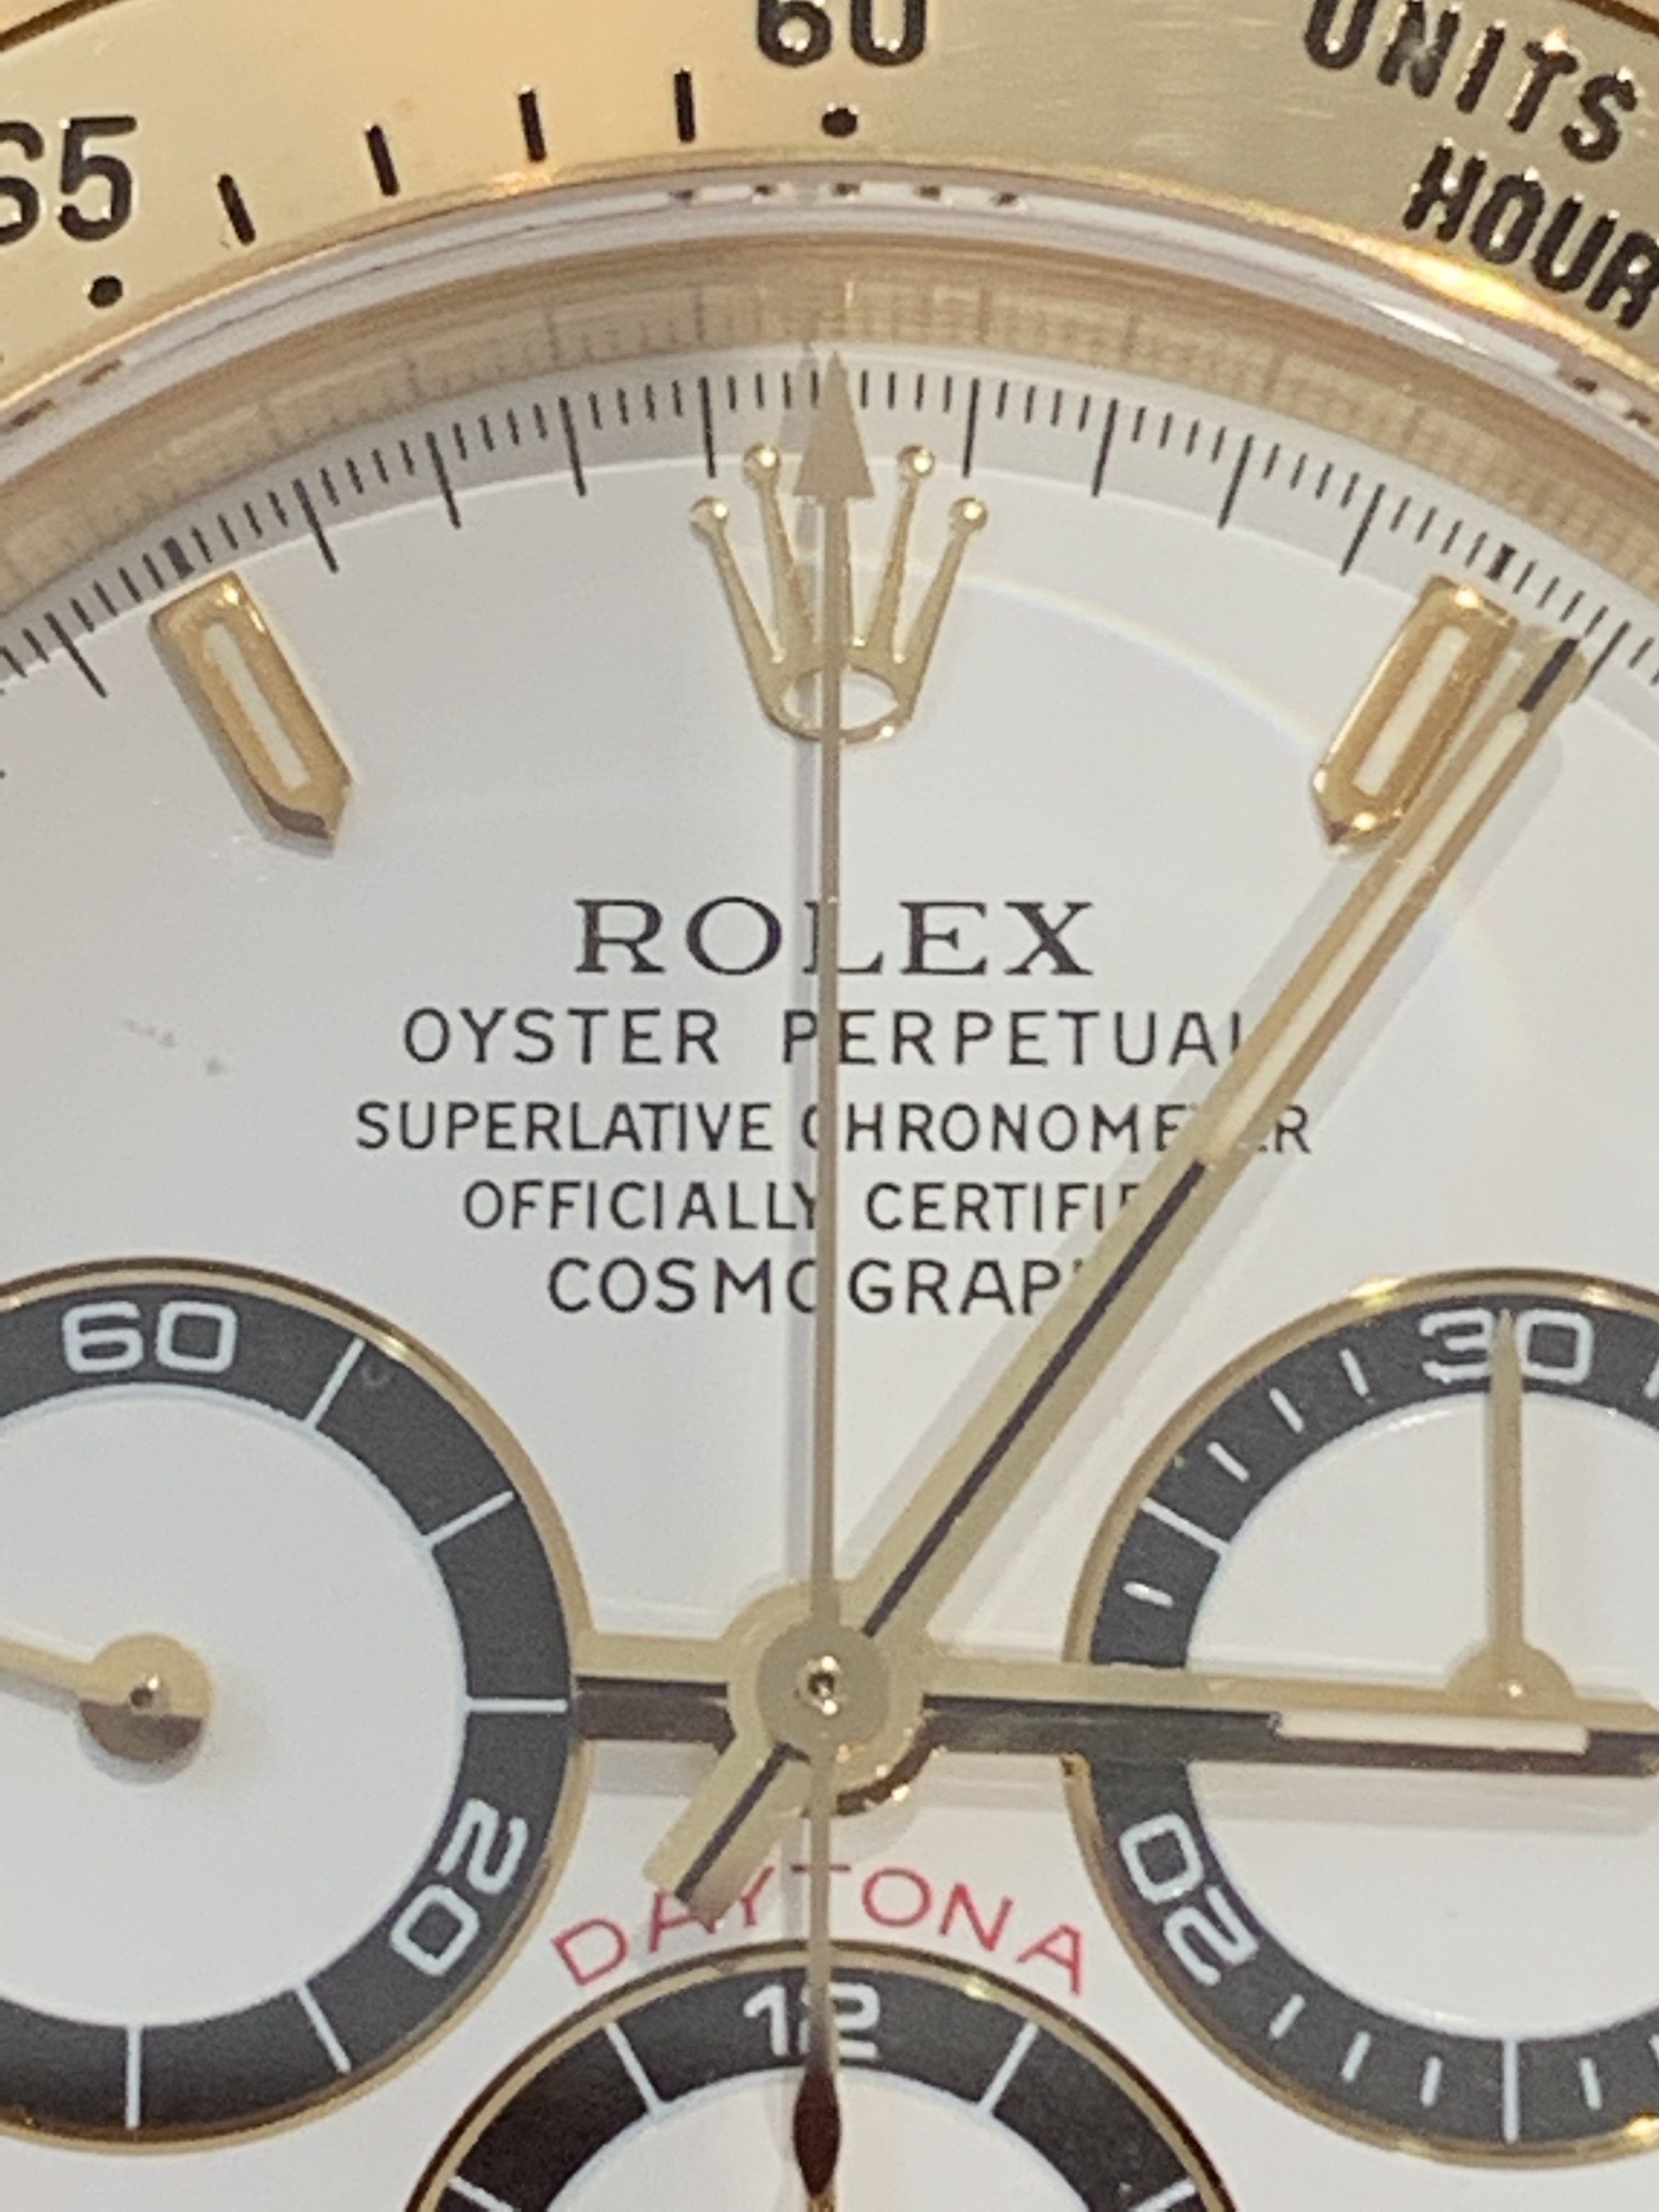 60
UNITS
HOUR
65
ROLEX
OYSTER PERPETUAL
SUPERLATIVE CHRONOMETER
OFFICIALLY CERTIFIED
COSMOGRAPH
60
20
30
20
DAYTONA
12